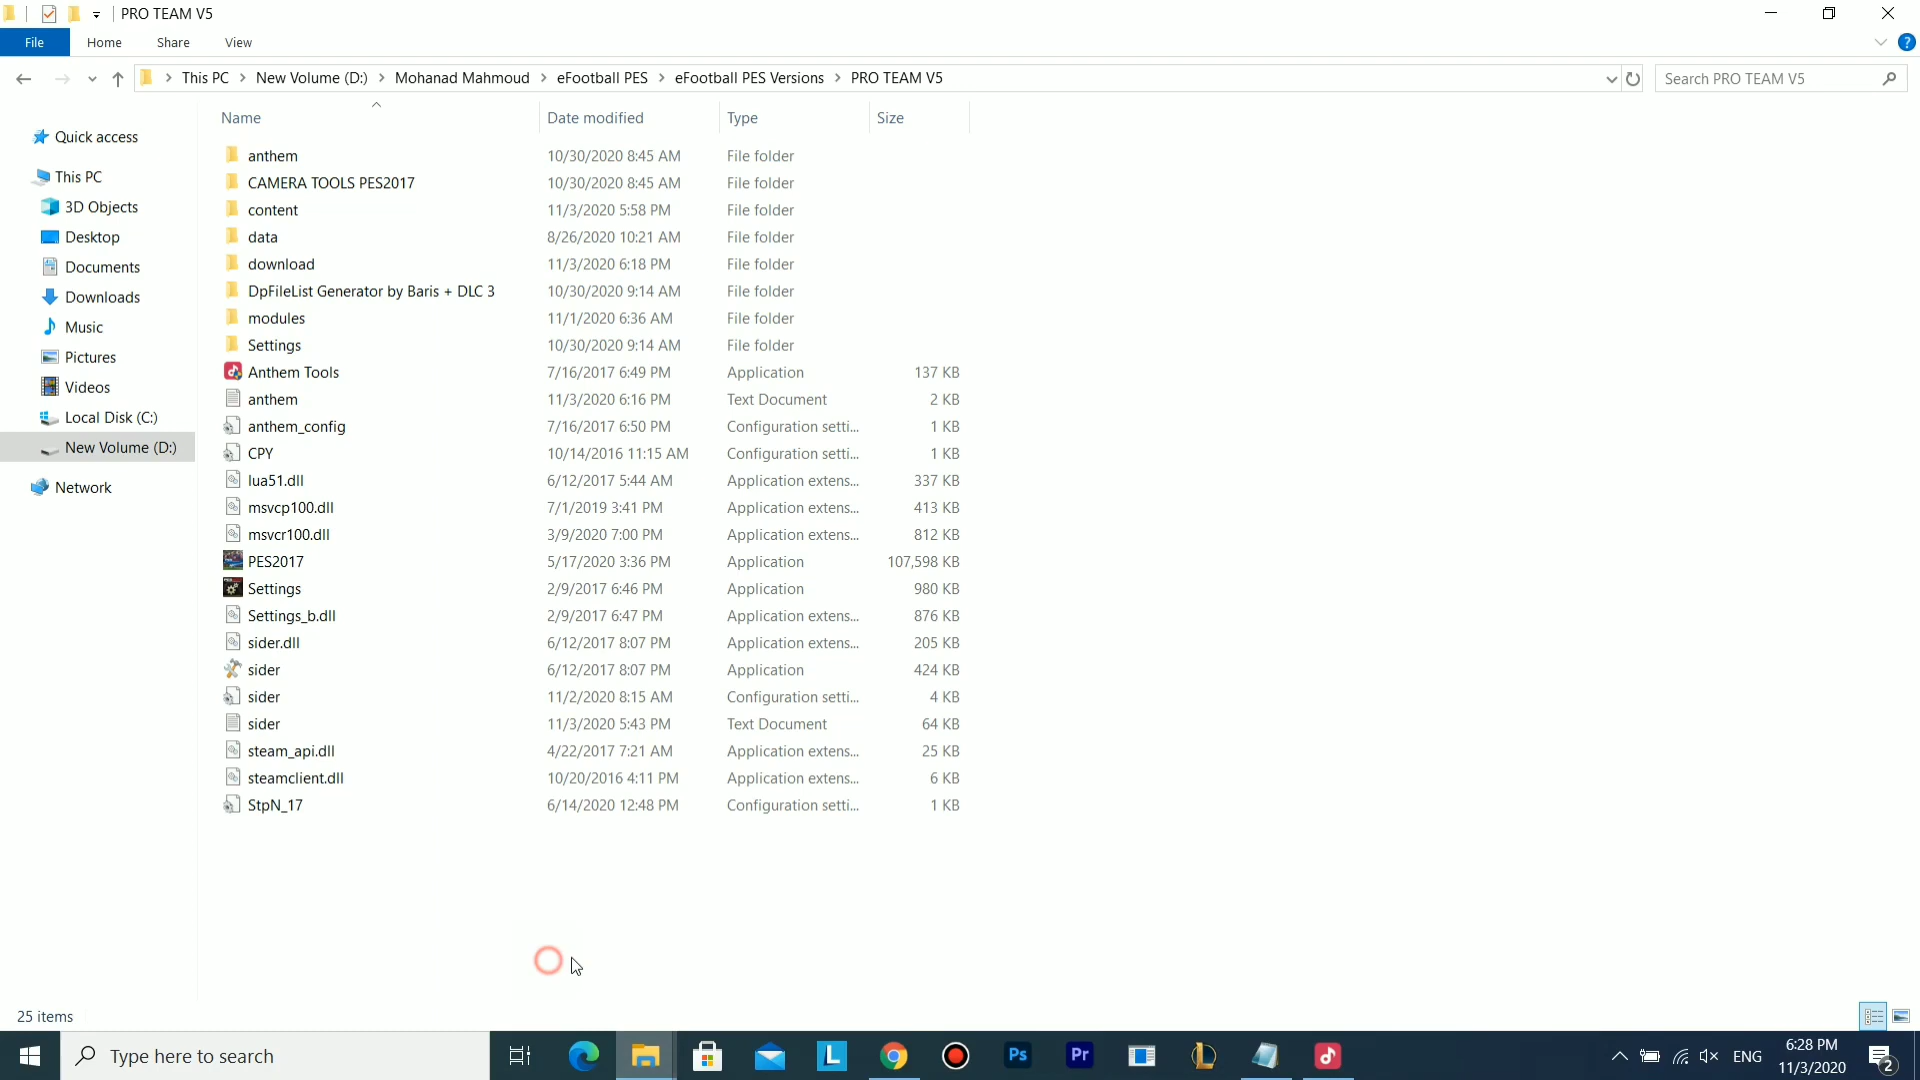 PRO TEAM V5
File Home Share View
This PC New Volume (D:) Mohanad Mahmoud eFootball PES eFootball PES Versions PRO TEAM V5 Search PRO TEAM V5
Name Date modified Type Size
Quick access
This PC
3D Objects
Desktop
Documents
Downloads
Music
Pictures
Videos
Local Disk (C:)
New Volume (D:)
Network
anthem 10/30/2020 8:45 AM File folder
CAMERA TOOLS PES2017 10/30/2020 8:45 AM File folder
content 11/3/2020 5:58 PM File folder
data 8/26/2020 10:21 AM File folder
download 11/3/2020 6:18 PM File folder
DpFileList Generator by Baris + DLC 3 10/30/2020 9:14 AM File folder
modules 11/1/2020 6:36 AM File folder
Settings 10/30/2020 9:14 AM File folder
Anthem Tools 7/16/2017 6:49 PM Application 137 KB
anthem 11/3/2020 6:16 PM Text Document 2 KB
anthem_config 7/16/2017 6:50 PM Configuration setti... 1 KB
CPY 10/14/2016 11:15 AM Configuration setti... 1 KB
lua51.dll 6/12/2017 5:44 AM Application extens... 337 KB
msvcp100.dll 7/1/2019 3:41 PM Application extens... 413 KB
msvcr100.dll 3/9/2020 7:00 PM Application extens... 812 KB
PES2017 5/17/2020 3:36 PM Application 107,598 KB
Settings 2/9/2017 6:46 PM Application 980 KB
Settings_b.dll 2/9/2017 6:47 PM Application extens... 876 KB
sider.dll 6/12/2017 8:07 PM Application extens... 205 KB
sider 6/12/2017 8:07 PM Application 424 KB
sider 11/2/2020 8:15 AM Configuration setti... 4 KB
sider 11/3/2020 5:43 PM Text Document 64 KB
steam_api.dll 4/22/2017 7:21 AM Application extens... 25 KB
steamclient.dll 10/20/2016 4:11 PM Application extens... 6 KB
StpN_17 6/14/2020 12:48 PM Configuration setti... 1 KB
25 items
Type here to search L Ps Pr ENG 6:28 PM
11/3/2020 2